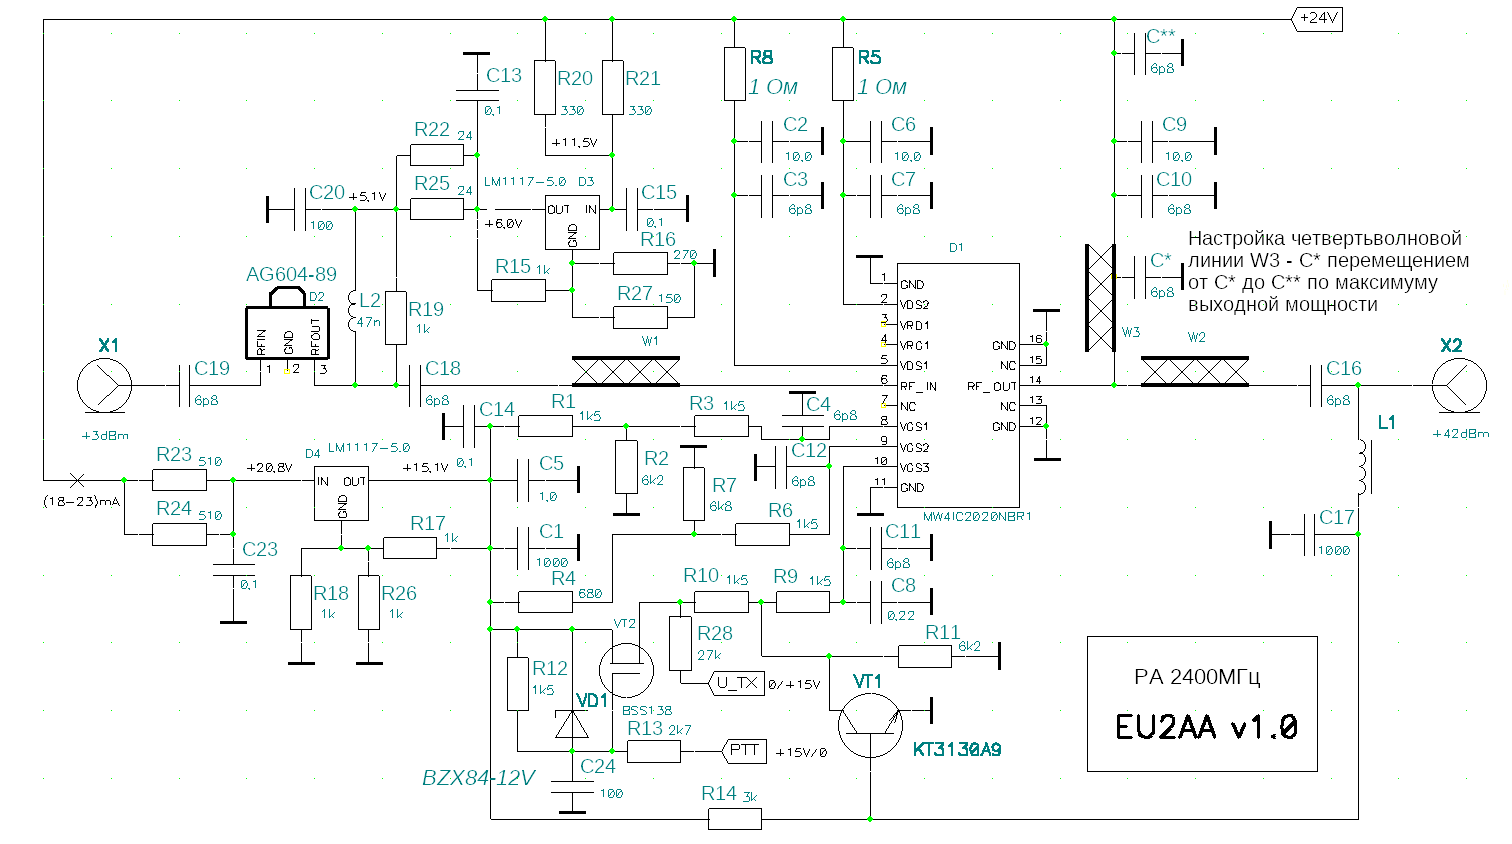 +24V
C**
6p8
R8
1 Ом
R5
1 Ом
C13
0.1
R20
330
R21
330
R22 24
+11.5V
C2
10.0
C6
10.0
C9
10.0
C3
6p8
C7
6p8
C10
6p8
C20
100
+5.1V
R25 24
LM1117-5.0 D3
OUT IN
GND
+6.0V
C15
0.1
R16
270
R15 1k
R27 150
D1
Настройка четвертьволновой
линии W3 - C* перемещением
от C* до C** по максимуму
выходной мощности
C*
6p8
AG604-89
D2
RFIN
GND
RFOUT
1 2 3
L2
47n
R19
1k
W1
W3
W2
1 GND
2 VDS2
3 VRD1
4 VRG1
5 VDS1
6 RF_IN
7 NC
8 VGS1
9 VGS2
10 VGS3
11 GND
GND 16
NC 15
RF_OUT 14
NC 13
GND 12
MW4IC2020NBR1
X1
+3dBm
C19
6p8
C18
6p8
C16
6p8
X2
+42dBm
L1
C14
0.1
R1
1k5
R3 1k5
C4
6p8
R23 510
+20.8V
D4
LM1117-5.0
IN OUT
GND
+15.1V
(18-23)mA
R24 510
C5
1.0
R2
6k2
R7
6k8
C12
6p8
R6
1k5
C17
1000
C23
0.1
R17
1k
C1
1000
C11
6p8
R18
1k
R26
1k
R4
680
R10 1k5
R9 1k5
C8
0.22
VT2
R28
27k
R11
6k2
R12
1k5
VD1
BSS138
U_TX 0/+15V
VT1
R13 2k7
PTT +15V/0
KT3130A9
BZX84-12V
C24
100
R14 3k
PA 2400МГц
EU2AA v1.0